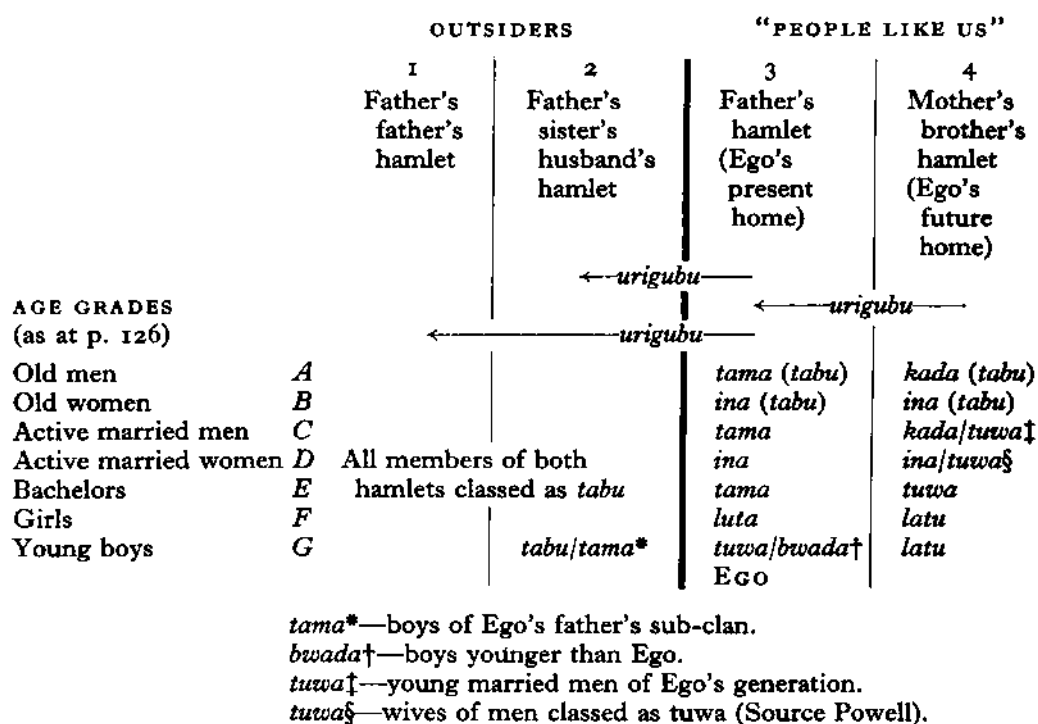 OUTSIDERS "PEOPLE LIKE US"
1 2 3 4
Father's Father's Father's Mother's
father's sister's hamlet brother's
hamlet husband's (Ego's hamlet
hamlet present (Ego's
home) future
home)
←urigubu—
←—urigubu—→
AGE GRADES
(as at p. 126) ←—urigubu—
Old men A tama (tabu) kada (tabu)
Old women B ina (tabu) ina (tabu)
Active married men C tama kada/tuwa‡
Active married women D All members of both ina ina/tuwa§
Bachelors E hamlets classed as tabu tama tuwa
Girls F luta latu
Young boys G tabu/tama* tuwa/bwada† latu
EGO
tama*—boys of Ego's father's sub-clan.
bwada†—boys younger than Ego.
tuwa‡—young married men of Ego's generation.
tuwa§—wives of men classed as tuwa (Source Powell).